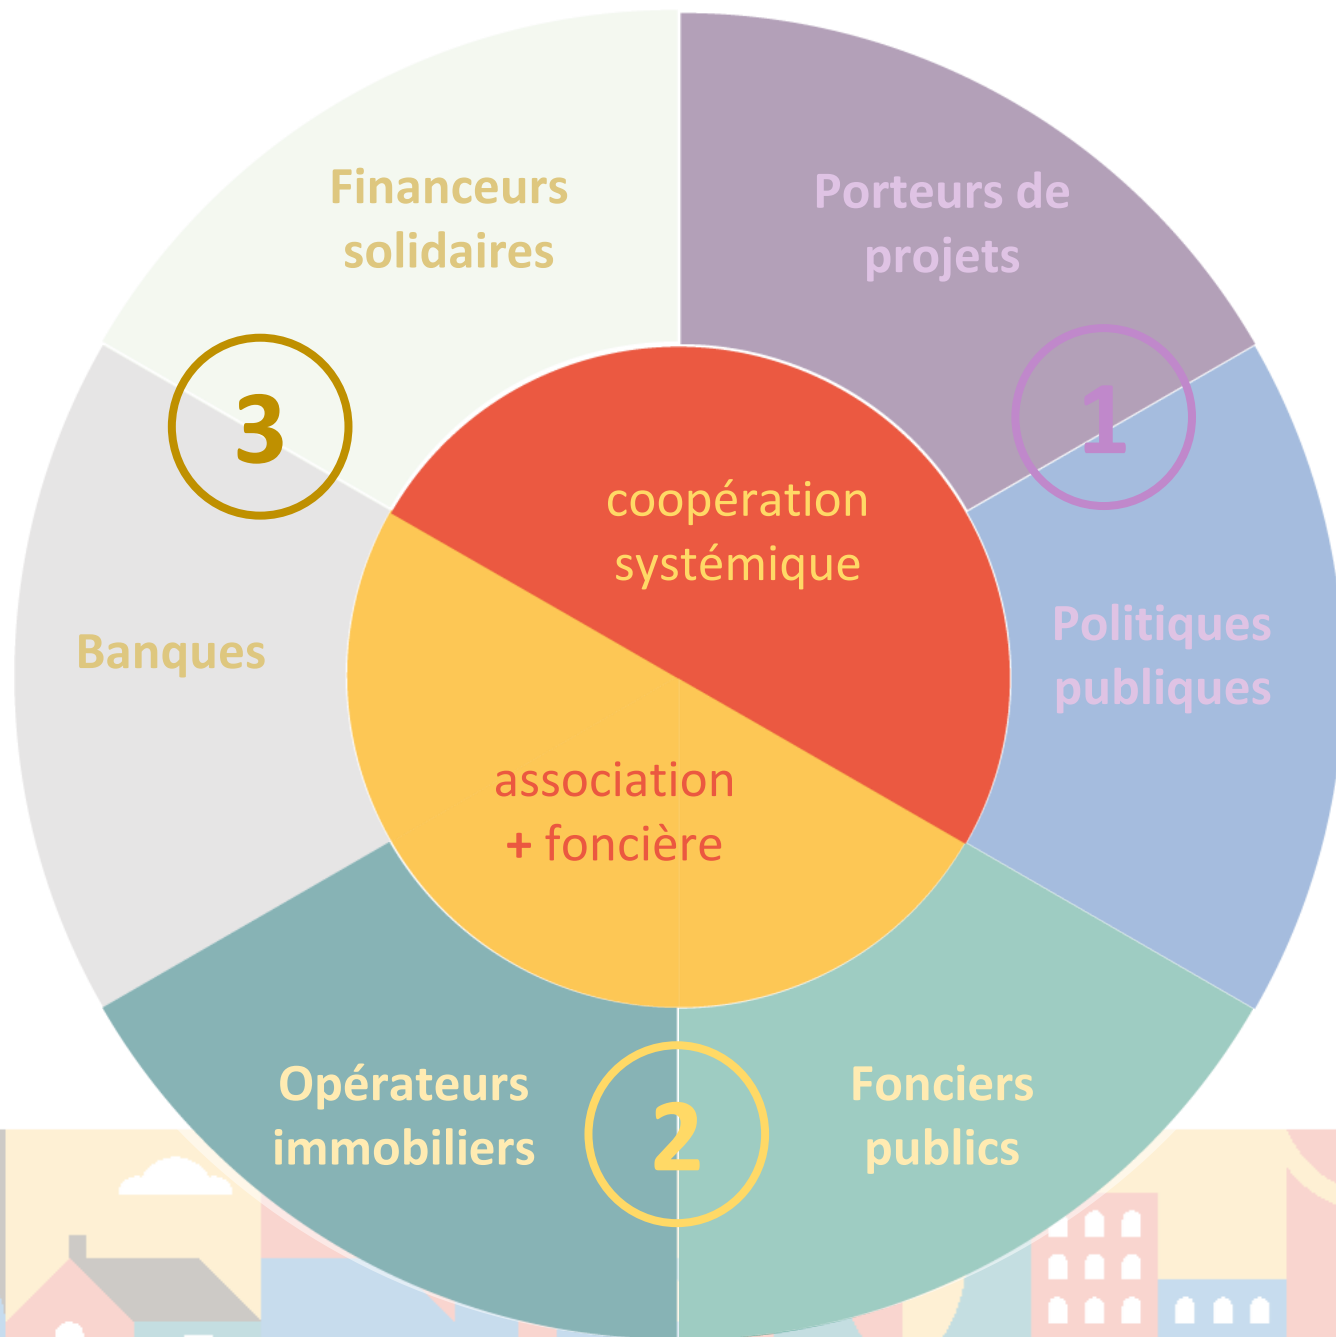 Financeurs
solidaires
Porteurs de
projets
3
1
coopération
systémique
Banques
Politiques
publiques
association
+ foncière
Opérateurs
immobiliers
2
Fonciers
publics